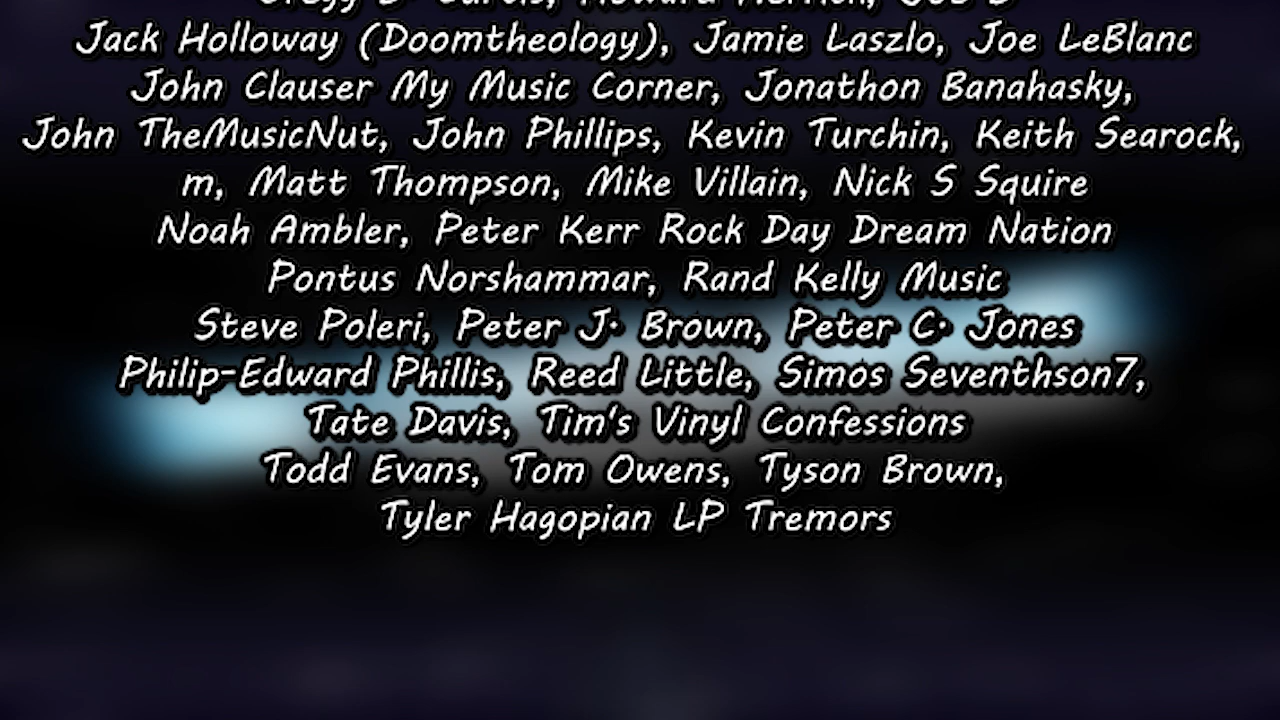 Jack Holloway (Doomtheology), Jamie Laszlo, Joe LeBlanc
John Clauser My Music Corner, Jonathon Banahasky,
John TheMusicNut, John Phillips, Kevin Turchin, Keith Searock,
m, Matt Thompson, Mike Villain, Nick S Squire
Noah Ambler, Peter Kerr Rock Day Dream Nation
Pontus Norshammar, Rand Kelly Music
Steve Poleri, Peter J. Brown, Peter C. Jones
Philip-Edward Phillis, Reed Little, Simos Seventhson7,
Tate Davis, Tim's Vinyl Confessions
Todd Evans, Tom Owens, Tyson Brown,
Tyler Hagopian LP Tremors